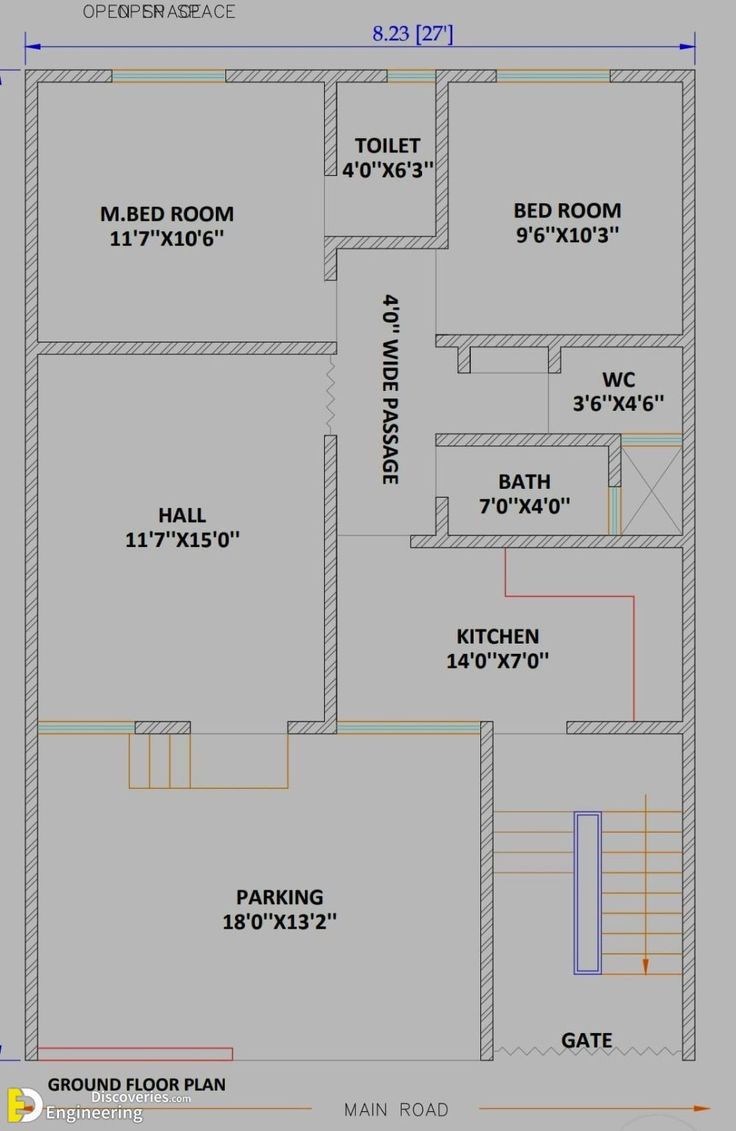 OPEN SPACE
OPEN SPACE
8.23 [27']
TOILET
4'0''X6'3''
M.BED ROOM
11'7''X10'6''
BED ROOM
9'6''X10'3''
4'0'' WIDE PASSAGE
WC
3'6''X4'6''
BATH
7'0''X4'0''
HALL
11'7''X15'0''
KITCHEN
14'0''X7'0''
PARKING
18'0''X13'2''
GATE
GROUND FLOOR PLAN
ED
Discoveries.com
Engineering
MAIN ROAD